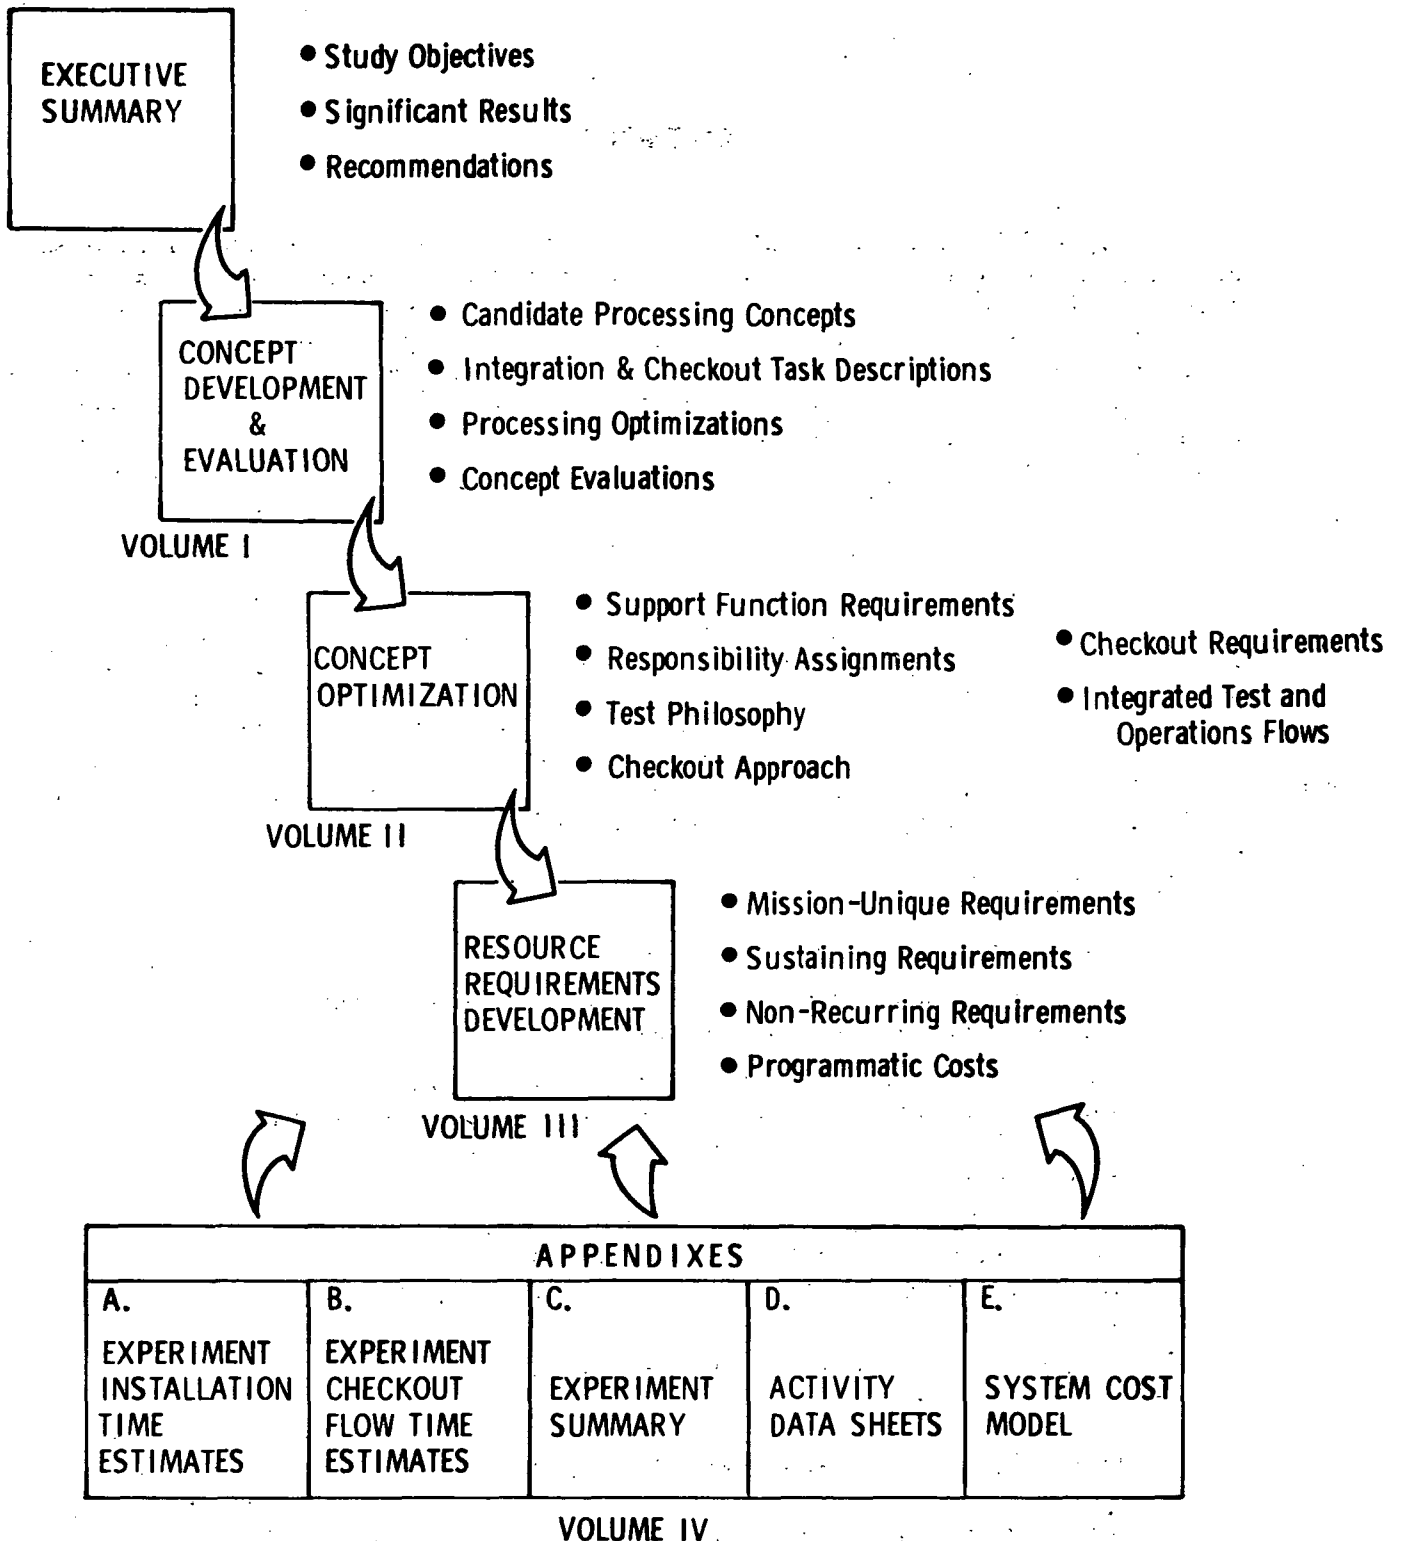 EXECUTIVE
SUMMARY
• Study Objectives
• Significant Results
• Recommendations
CONCEPT
DEVELOPMENT
&
EVALUATION
VOLUME I
• Candidate Processing Concepts
• Integration & Checkout Task Descriptions
• Processing Optimizations
• Concept Evaluations
CONCEPT
OPTIMIZATION
VOLUME II
• Support Function Requirements
• Responsibility Assignments
• Test Philosophy
• Checkout Approach
• Checkout Requirements
• Integrated Test and
Operations Flows
RESOURCE
REQUIREMENTS
DEVELOPMENT
VOLUME III
• Mission-Unique Requirements
• Sustaining Requirements
• Non-Recurring Requirements
• Programmatic Costs
APPENDIXES
A.
EXPERIMENT
INSTALLATION
TIME
ESTIMATES
B.
EXPERIMENT
CHECKOUT
FLOW TIME
ESTIMATES
C.
EXPERIMENT
SUMMARY
D.
ACTIVITY
DATA SHEETS
E.
SYSTEM COST
MODEL
VOLUME IV